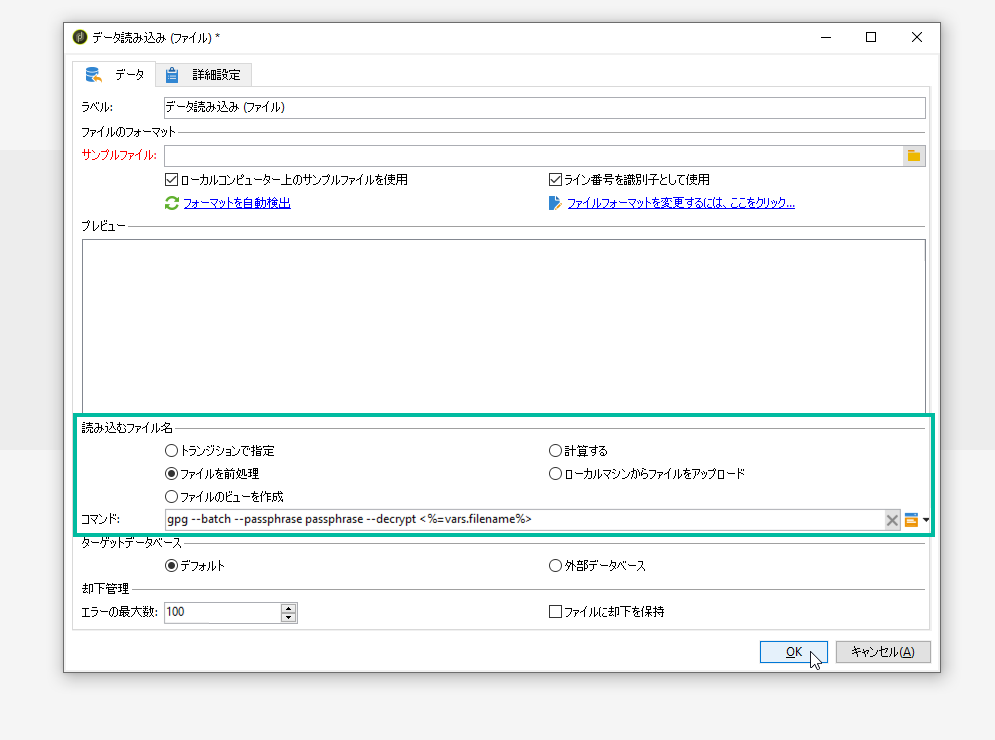 データ読み込み (ファイル) *
データ 詳細設定
ラベル: データ読み込み (ファイル)
ファイルのフォーマット
サンプルファイル:
ローカルコンピューター上のサンプルファイルを使用 ライン番号を識別子として使用
フォーマットを自動検出 ファイルフォーマットを変更するには、ここをクリック...
プレビュー
読み込むファイル名
トランジションで指定 計算する
ファイルを前処理 ローカルマシンからファイルをアップロード
ファイルのビューを作成
コマンド: gpg --batch --passphrase passphrase --decrypt <%=vars.filename%>
ターゲットデータベース
デフォルト 外部データベース
却下管理
エラーの最大数: 100 ファイルに却下を保持
OK キャンセル(A)